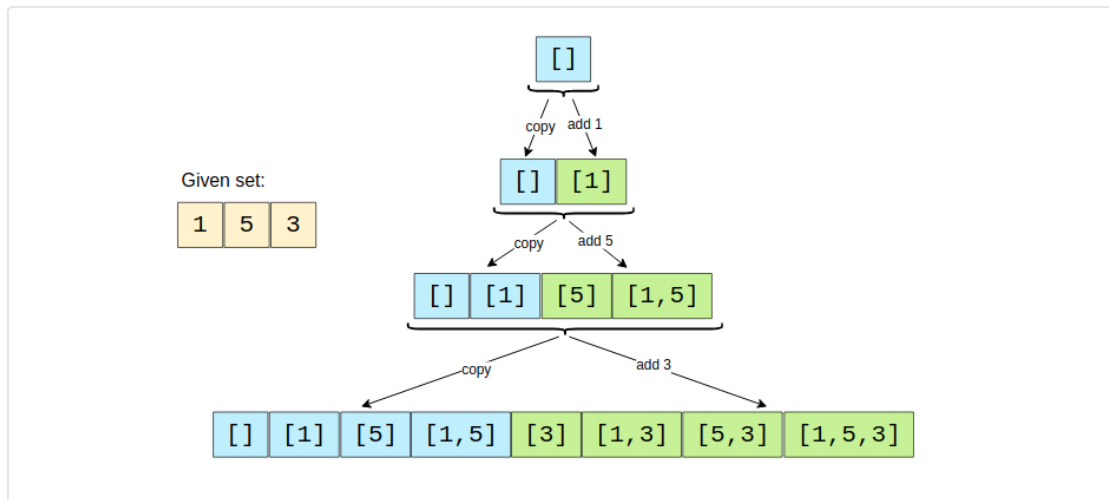 []
copy add 1
[] [1]
Given set:
1 5 3
copy add 5
[] [1] [5] [1,5]
copy add 3
[] [1] [5] [1,5] [3] [1,3] [5,3] [1,5,3]